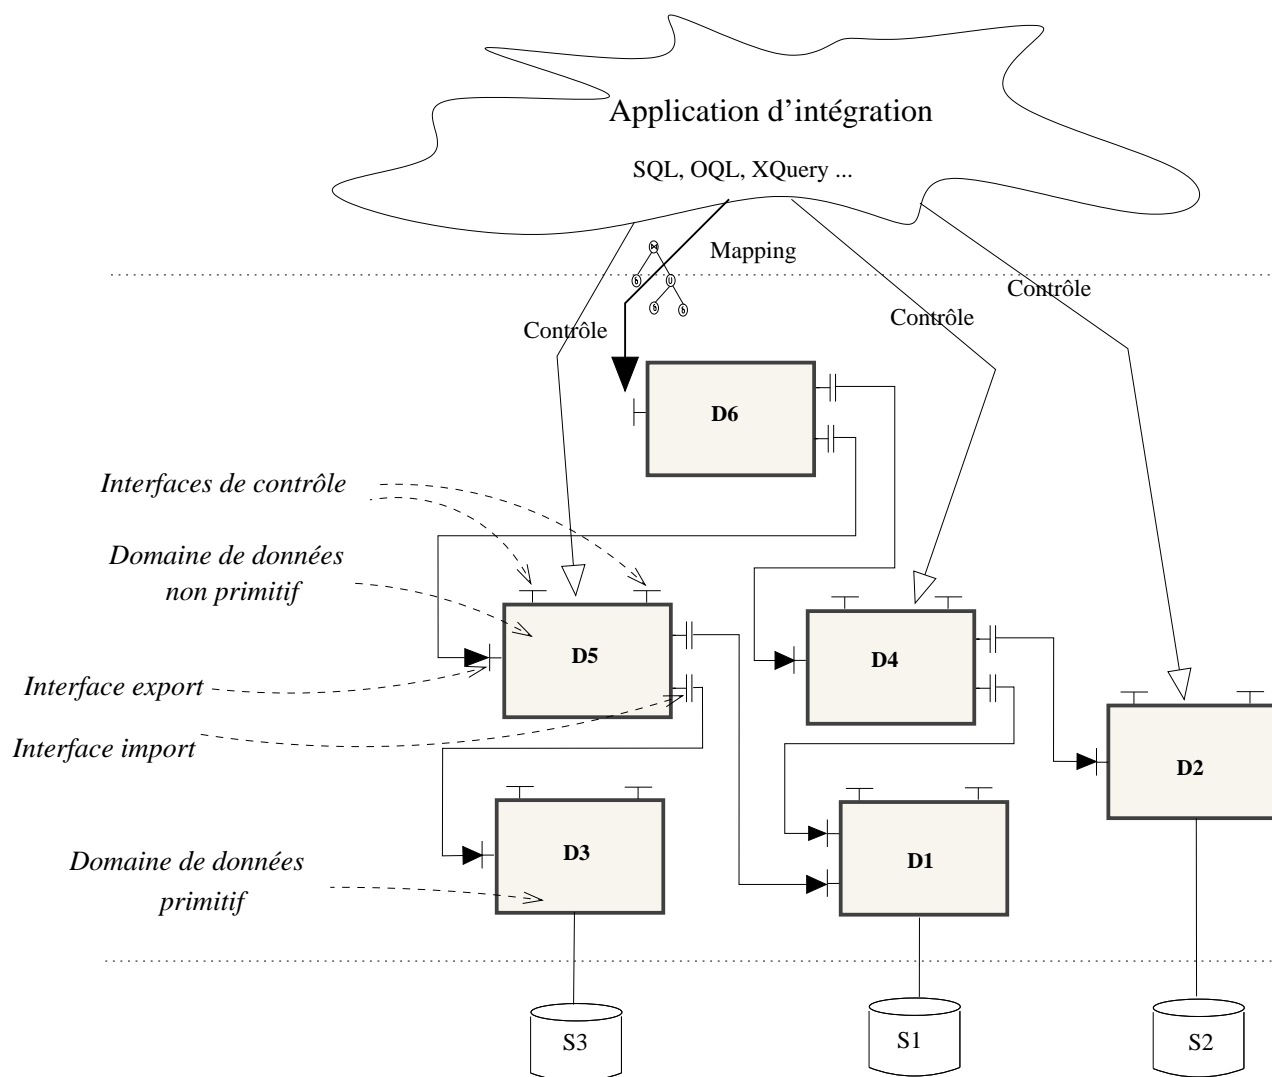 Application d'intégration
SQL, OQL, XQuery ...
Mapping
Contrôle
Contrôle
Contrôle
D6
Interfaces de contrôle
Domaine de données
non primitif
D5
D4
Interface export
Interface import
D2
D3
D1
Domaine de données
primitif
S3
S1
S2